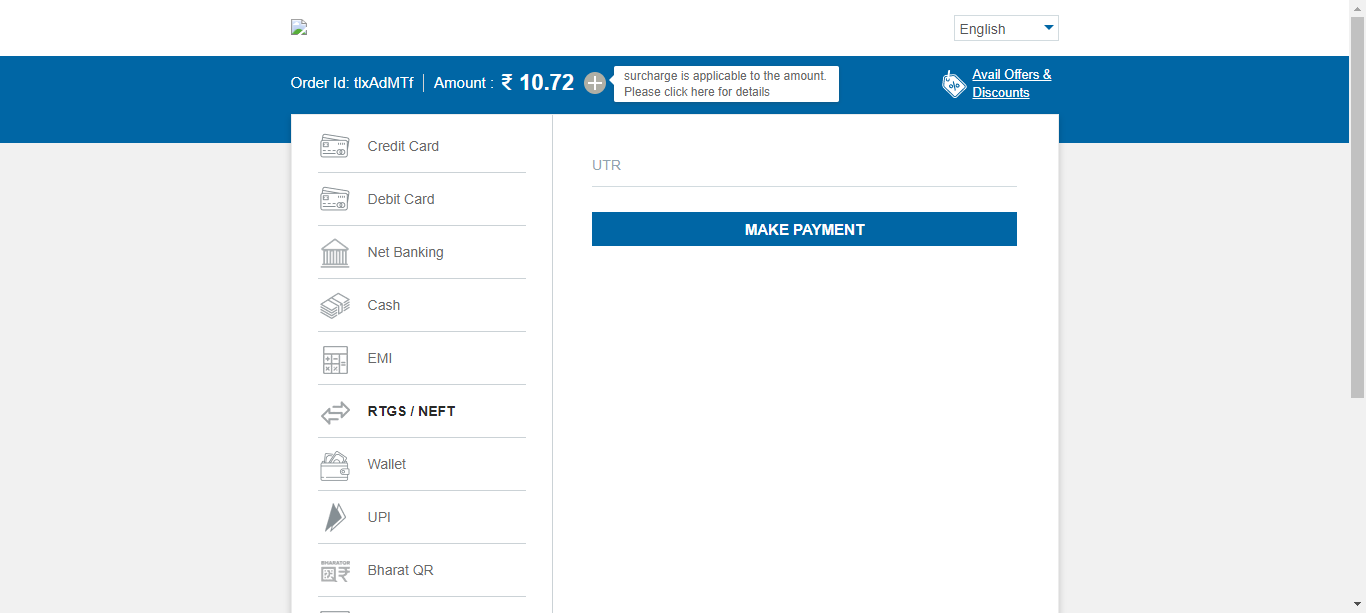 English
Order Id: tlxAdMTf
Amount : ₹ 10.72
surcharge is applicable to the amount.
Please click here for details
Avail Offers &
Discounts
Credit Card
Debit Card
Net Banking
Cash
EMI
RTGS / NEFT
Wallet
UPI
BHARATQR
Bharat QR
UTR
MAKE PAYMENT